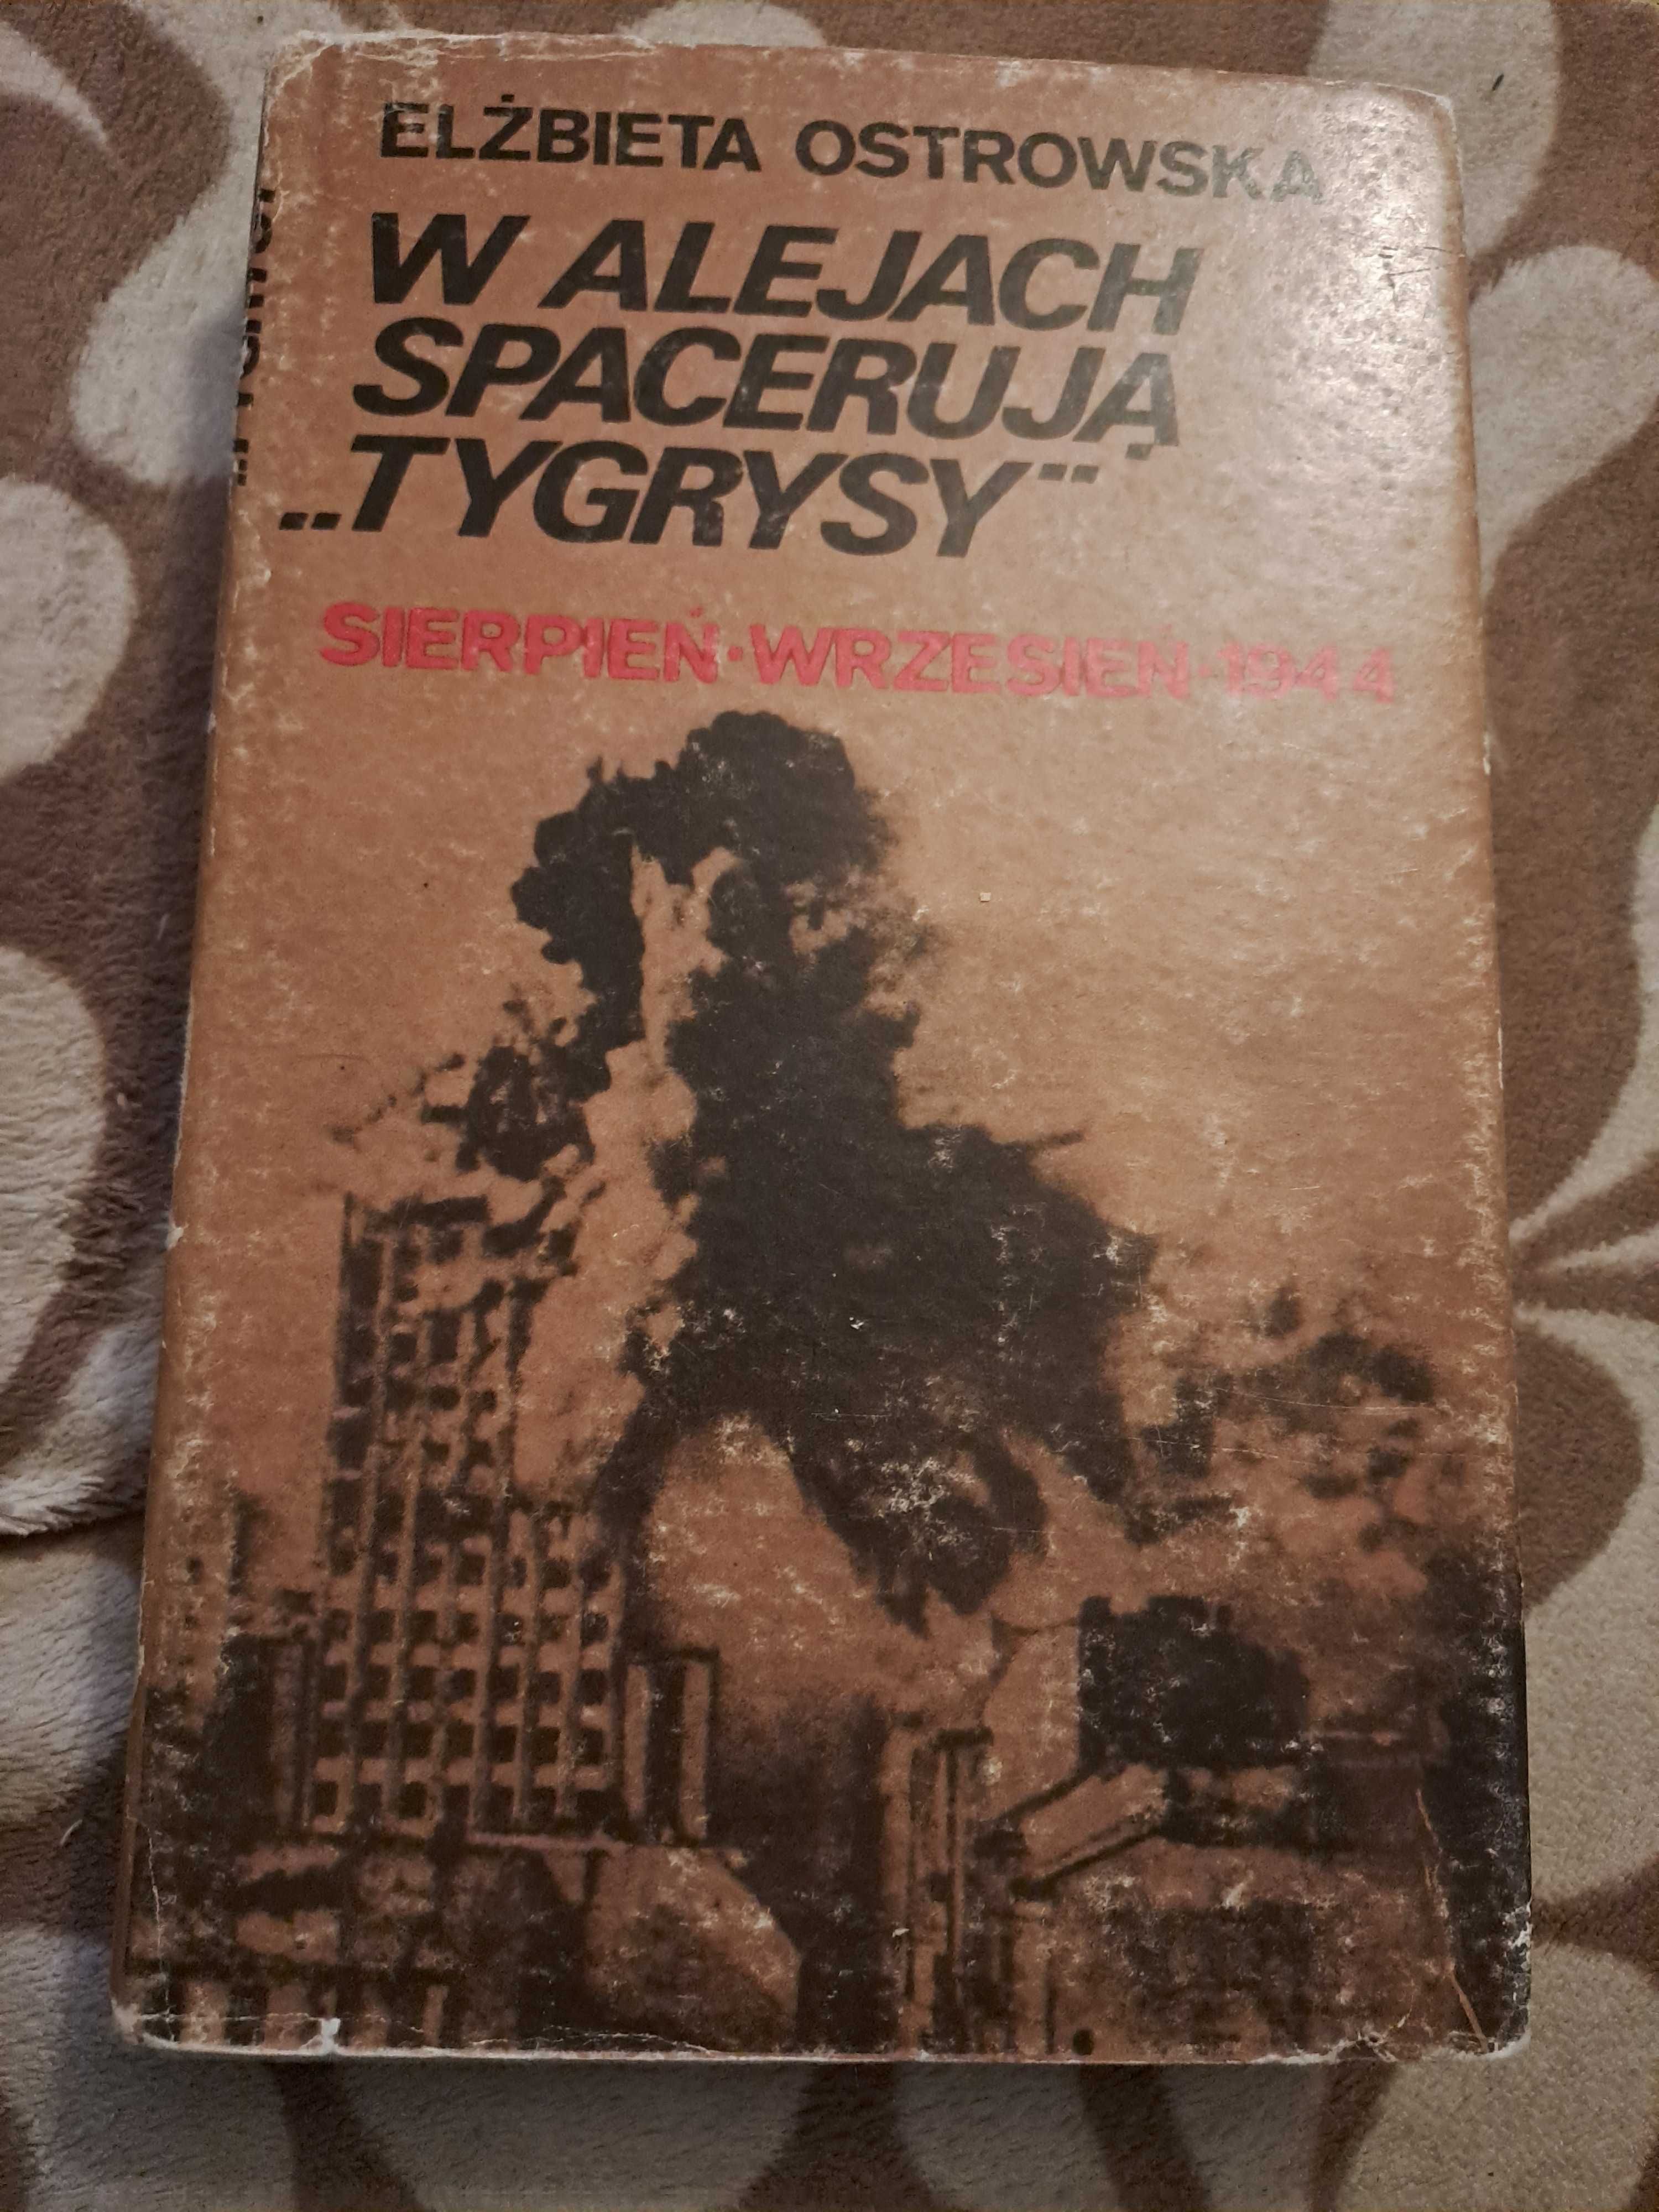 ELŻBIETA OSTROWSKA
W ALEJACH
SPACERUJĄ
„TYGRYSY”
SIERPIEŃ·WRZESIEŃ·1944